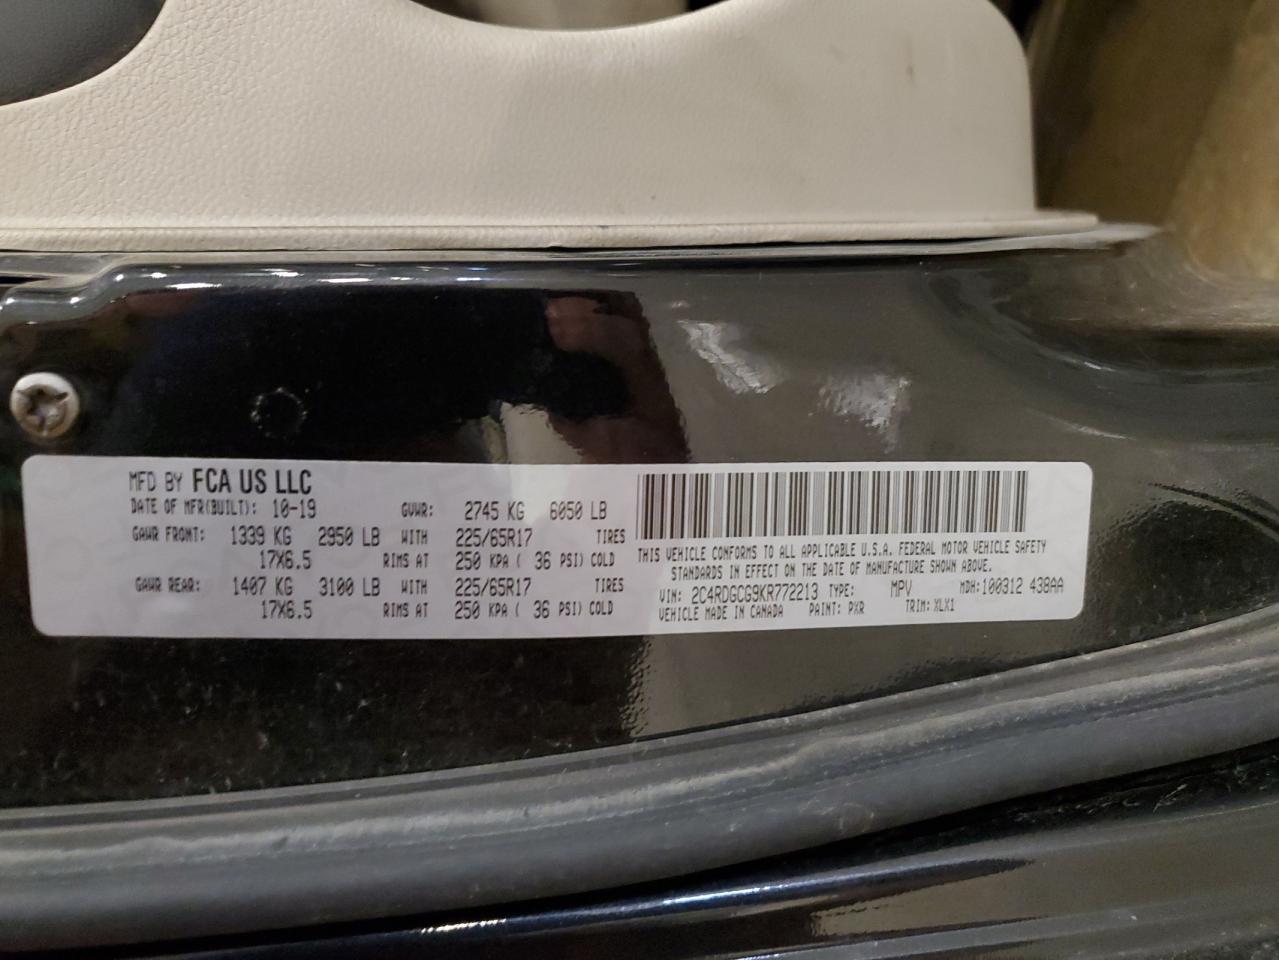 MFD BY FCA US LLC
DATE OF MFR(BUILT): 10-19 GVWR: 2745 KG 6050 LB
GAWR FRONT: 1339 KG 2950 LB WITH 225/65R17 TIRES
17X6.5 RIMS AT 250 KPA ( 36 PSI) COLD
GAWR REAR: 1407 KG 3100 LB WITH 225/65R17 TIRES
17X6.5 RIMS AT 250 KPA ( 36 PSI) COLD
THIS VEHICLE CONFORMS TO ALL APPLICABLE U.S.A. FEDERAL MOTOR VEHICLE SAFETY
STANDARDS IN EFFECT ON THE DATE OF MANUFACTURE SHOWN ABOVE.
VIN: 2C4RDGCG9KR772213 TYPE: MPV MDH:100312 438AA
VEHICLE MADE IN CANADA PAINT: PXR TRIM: XLX1